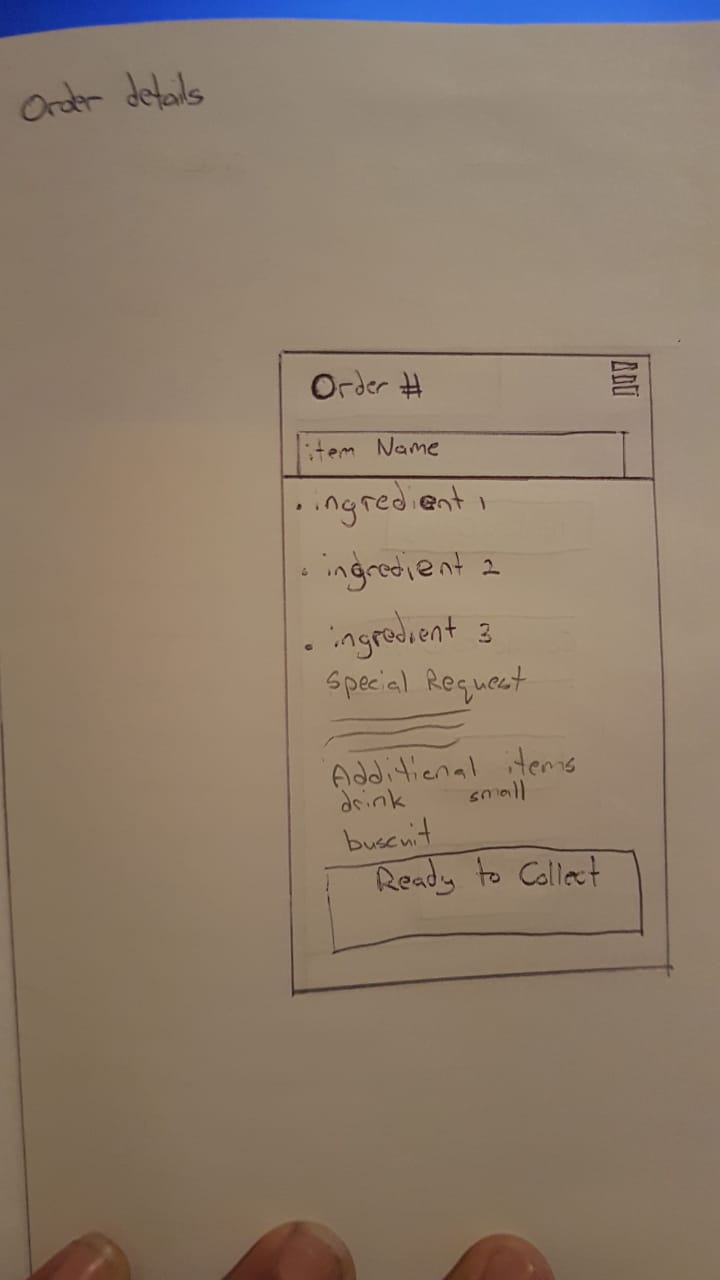 Order details
Order #
item Name
• ingredient 1
• ingredient 2
• ingredient 3
Special Request
Additional items
drink small
buscuit
Ready to Collect